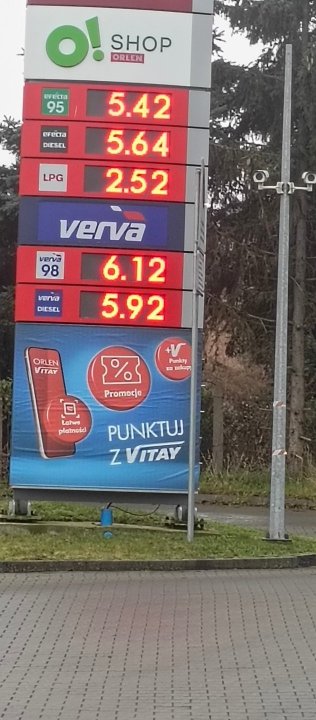 O! SHOP
ORLEN
efecta 95 5.42
efecta DIESEL 5.64
LPG 2.52
verva
verva 98 6.12
verva DIESEL 5.92
ORLEN VITAY
% Promocje
+V Punkty za zakupy
Łatwe płatności
PUNKTUJ
Z VITAY